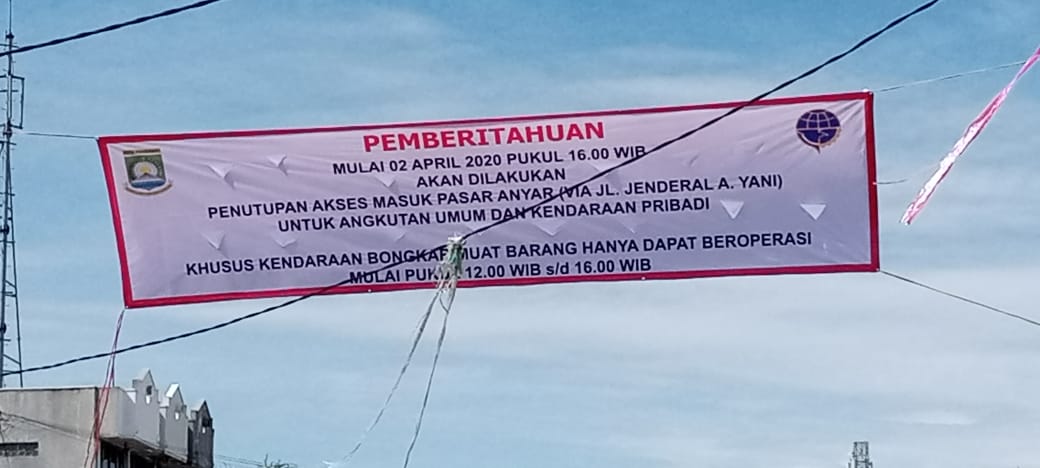 PEMBERITAHUAN
MULAI 02 APRIL 2020 PUKUL 16.00 WIB
AKAN DILAKUKAN
PENUTUPAN AKSES MASUK PASAR ANYAR (VIA JL. JENDERAL A. YANI)
UNTUK ANGKUTAN UMUM DAN KENDARAAN PRIBADI
KHUSUS KENDARAAN BONGKAR MUAT BARANG HANYA DAPAT BEROPERASI
MULAI PUKUL 12.00 WIB s/d 16.00 WIB